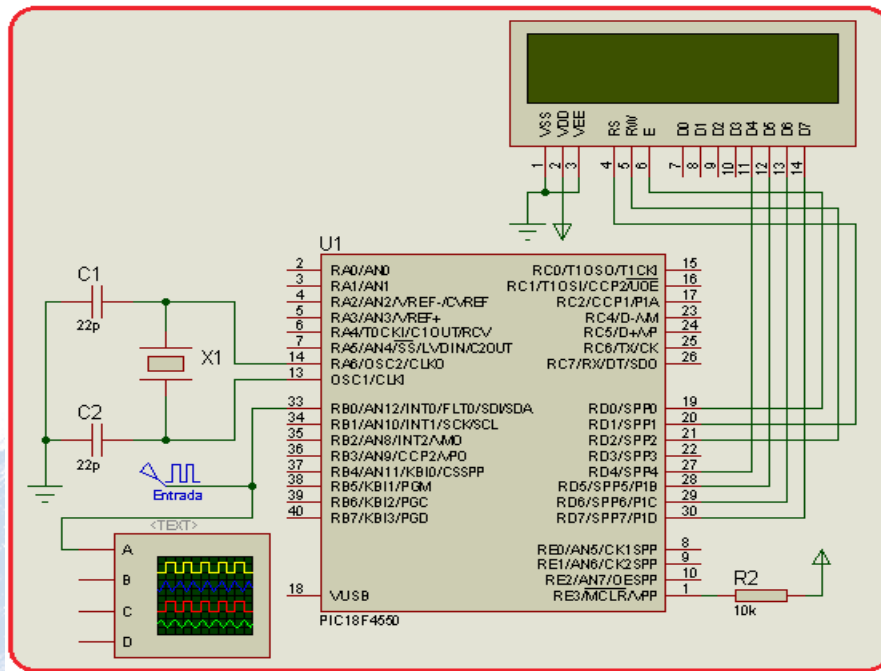 VSS VDD VEE RS RW E D0 D1 D2 D3 D4 D5 D6 D7
1 2 3 4 5 6 7 8 9 10 11 12 13 14
U1
C1
22p
X1
C2
22p
Entrada
<TEXT>
A
B
C
D
2 RA0/AN0
3 RA1/AN1
4 RA2/AN2/VREF-/CVREF
5 RA3/AN3/VREF+
6 RA4/T0CKI/C1OUT/RCV
7 RA5/AN4/SS/LVDIN/C2OUT
14 RA6/OSC2/CLKO
13 OSC1/CLKI
33 RB0/AN12/INT0/FLT0/SDI/SDA
34 RB1/AN10/INT1/SCK/SCL
35 RB2/AN8/INT2/VMO
36 RB3/AN9/CCP2/VPO
37 RB4/AN11/KBI0/CSSPP
38 RB5/KBI1/PGM
39 RB6/KBI2/PGC
40 RB7/KBI3/PGD
18 VUSB
RC0/T1OSO/T1CKI 15
RC1/T1OSI/CCP2/UOE 16
RC2/CCP1/P1A 17
RC4/D-/VM 23
RC5/D+/VP 24
RC6/TX/CK 25
RC7/RX/DT/SDO 26
RD0/SPP0 19
RD1/SPP1 20
RD2/SPP2 21
RD3/SPP3 22
RD4/SPP4 27
RD5/SPP5/P1B 28
RD6/SPP6/P1C 29
RD7/SPP7/P1D 30
RE0/AN5/CK1SPP 8
RE1/AN6/CK2SPP 9
RE2/AN7/OESPP 10
RE3/MCLR/VPP 1
PIC18F4550
R2
10k